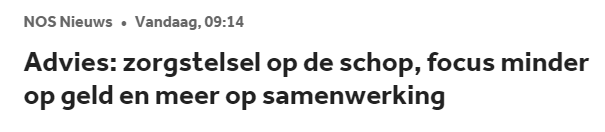 NOS Nieuws • Vandaag, 09:14
Advies: zorgstelsel op de schop, focus minder
op geld en meer op samenwerking